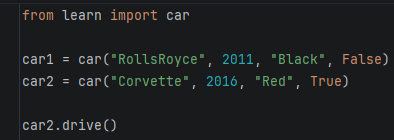 from learn import car
car1 = car("RollsRoyce", 2011, "Black", False)
car2 = car("Corvette", 2016, "Red", True)
car2.drive()